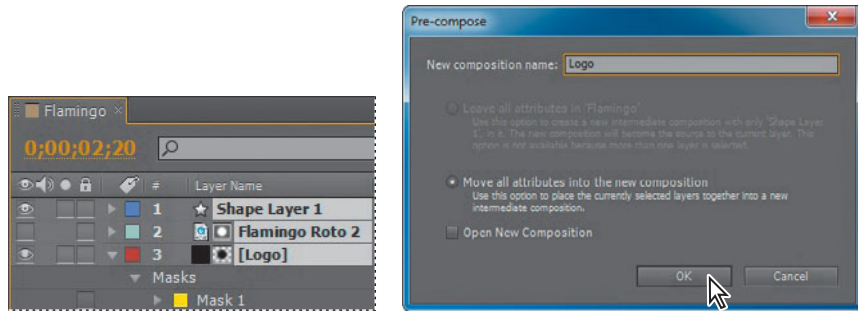 Flamingo ×
0;00;02;20
# Layer Name
1 Shape Layer 1
2 Flamingo Roto 2
3 [Logo]
Masks
Mask 1
Pre-compose
New composition name: Logo
Leave all attributes in 'Flamingo'
Use this option to create a new intermediate composition with only 'Shape Layer
1', in it. The new composition will become the source to the current layer. This
option is not available because more than one layer is selected.
Move all attributes into the new composition
Use this option to place the currently selected layers together into a new
intermediate composition.
Open New Composition
OK Cancel